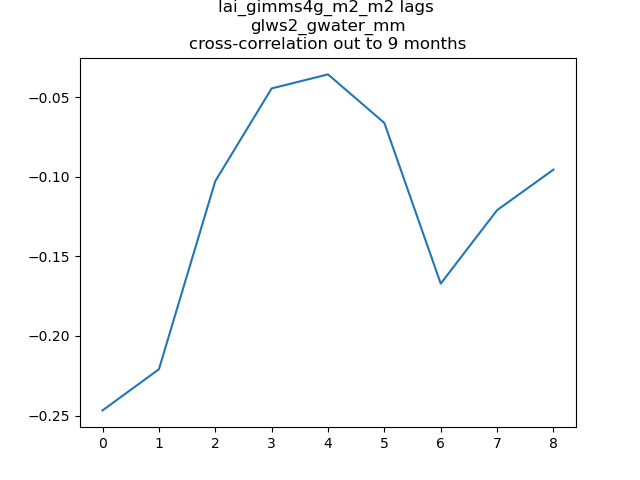 lai_gimms4g_m2_m2 lags
glws2_gwater_mm
cross-correlation out to 9 months
−0.05
−0.10
−0.15
−0.20
−0.25
0 1 2 3 4 5 6 7 8